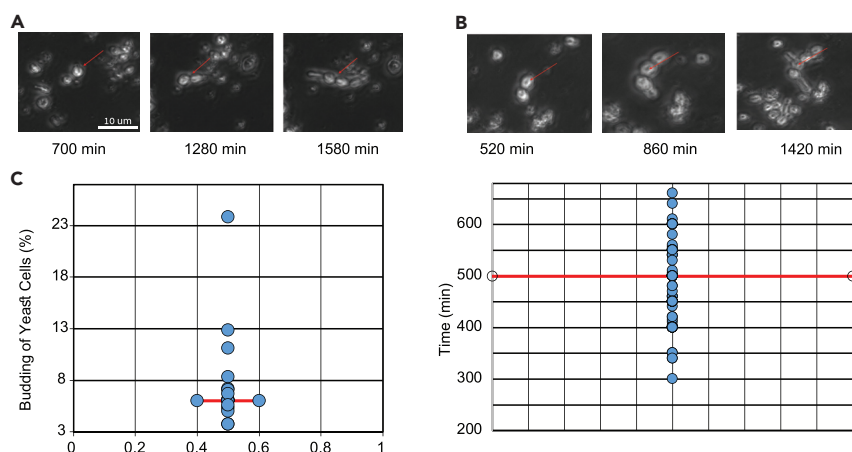 A
B
10 um
700 min
1280 min
1580 min
520 min
860 min
1420 min
C
Budding of Yeast Cells (%)
23
18
13
8
3
0
0.2
0.4
0.6
0.8
1
Time (min)
600
500
400
300
200